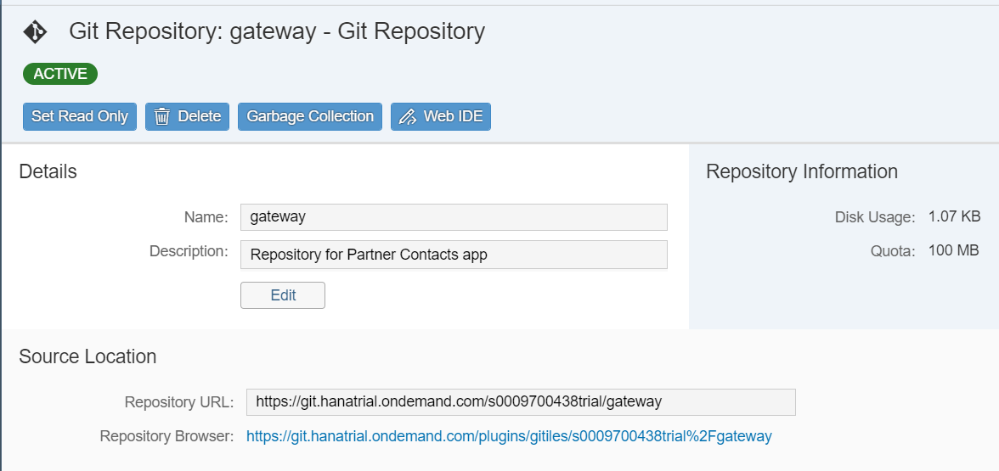 Git Repository: gateway - Git Repository
ACTIVE
Set Read Only Delete Garbage Collection Web IDE
Details
Name: gateway
Description: Repository for Partner Contacts app
Edit
Repository Information
Disk Usage: 1.07 KB
Quota: 100 MB
Source Location
Repository URL: https://git.hanatrial.ondemand.com/s0009700438trial/gateway
Repository Browser: https://git.hanatrial.ondemand.com/plugins/gitiles/s0009700438trial%2Fgateway